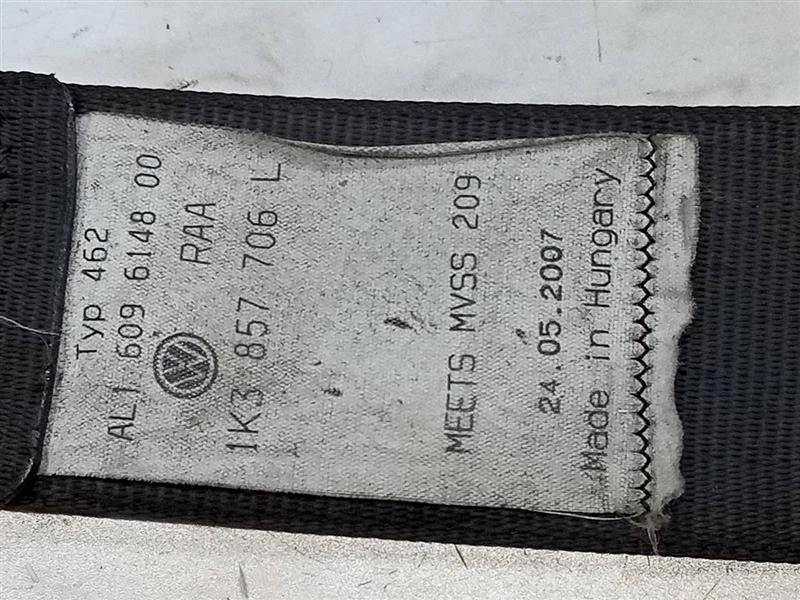 Typ 462
AL1 609 6148 00
RAA
1K3 857 706 L
MEETS MVSS 209
24.05.2007
Made in Hungary